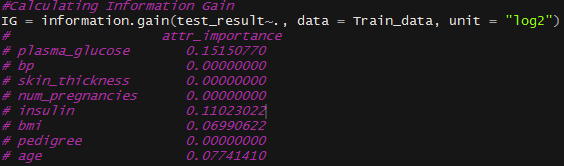 #Calculating Information Gain
IG = information.gain(test_result~., data = Train_data, unit = "log2")
# attr_importance
# plasma_glucose 0.15150770
# bp 0.00000000
# skin_thickness 0.00000000
# num_pregnancies 0.00000000
# insulin 0.11023022
# bmi 0.06990622
# pedigree 0.00000000
# age 0.07741410